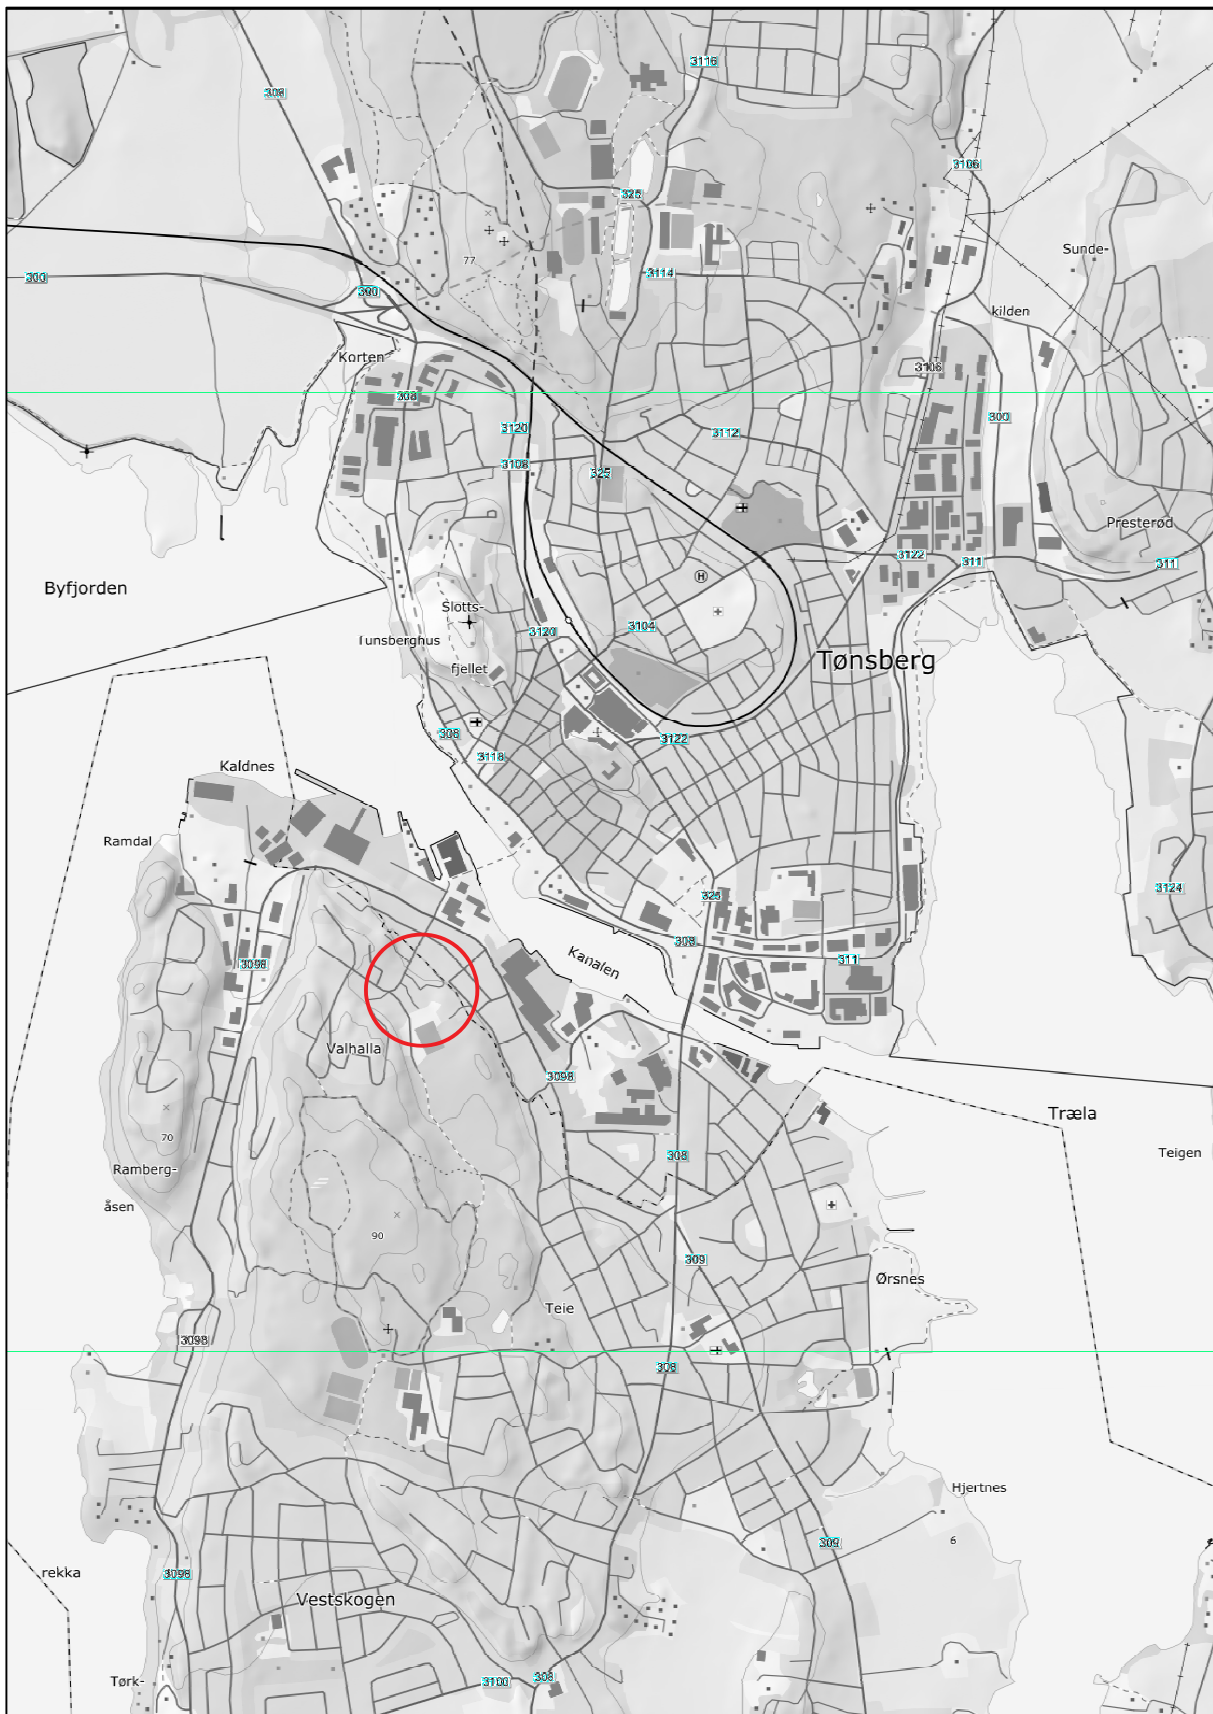 3116
308
3106
325
Sunde-
77
3114
300
300
kilden
Korten
3106
308
300
3120
3112
3108
325
Presterød
3122
311
311
Byfjorden
H
Slotts-
3120
3104
Tunsberghus
Tønsberg
fjellet
308
3122
3118
Kaldnes
Ramdal
3124
325
308
Kanalen
311
3098
Valhalla
3098
Træla
70
308
Teigen
Ramberg-
åsen
90
309
Ørsnes
Teie
3098
308
Hjertnes
309
6
3098
rekka
Vestskogen
Tørk-
3100
308